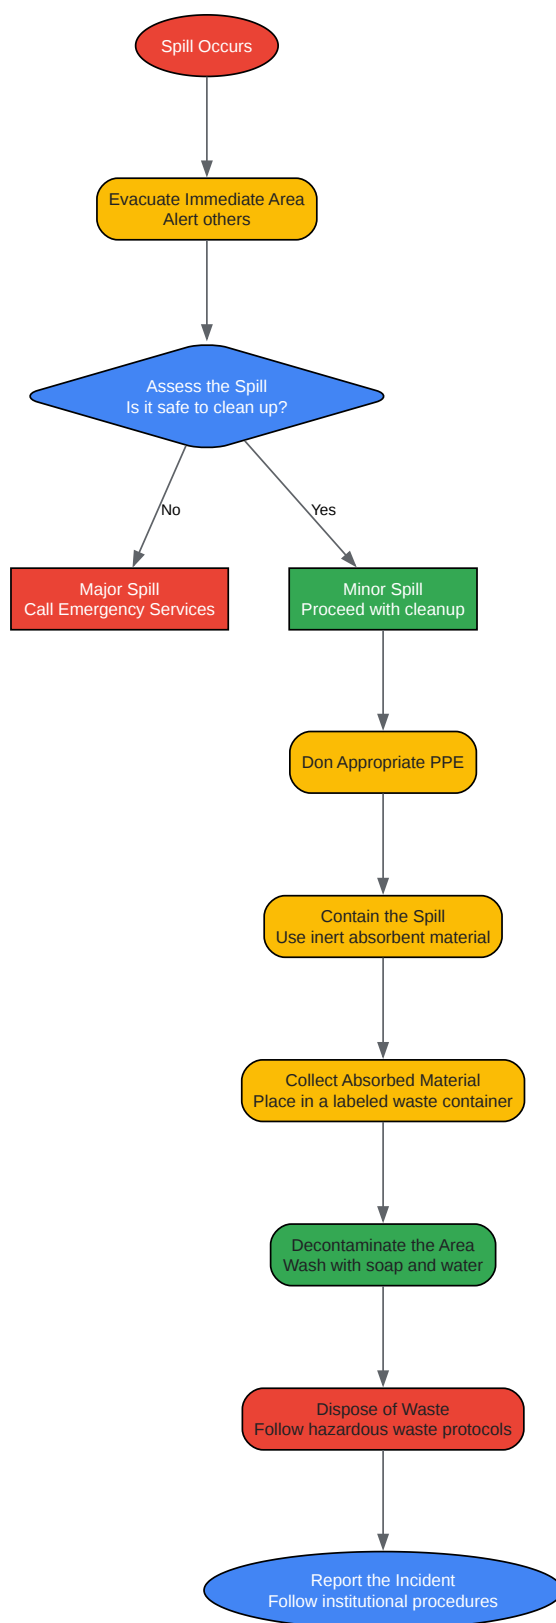 Spill Occurs
Evacuate Immediate Area
Alert others
Assess the Spill
Is it safe to clean up?
No
Yes
Major Spill
Call Emergency Services
Minor Spill
Proceed with cleanup
Don Appropriate PPE
Contain the Spill
Use inert absorbent material
Collect Absorbed Material
Place in a labeled waste container
Decontaminate the Area
Wash with soap and water
Dispose of Waste
Follow hazardous waste protocols
Report the Incident
Follow institutional procedures